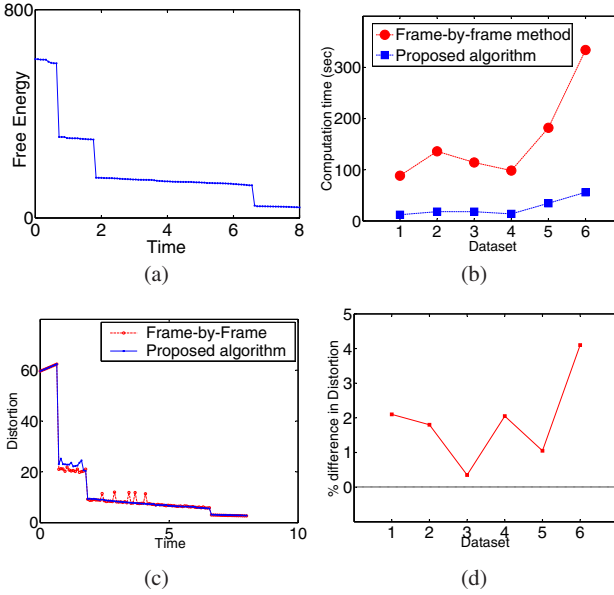 800
Free Energy
0
0 2 4 6 8
Time
(a)
Frame-by-frame method
Proposed algorithm
Computation time (sec)
300
200
100
0
1 2 3 4 5 6
Dataset
(b)
Frame-by-Frame
Proposed algorithm
Distortion
60
40
20
0
0 5 10
Time
(c)
% difference in Distortion
5
4
3
2
1
0
1 2 3 4 5 6
Dataset
(d)